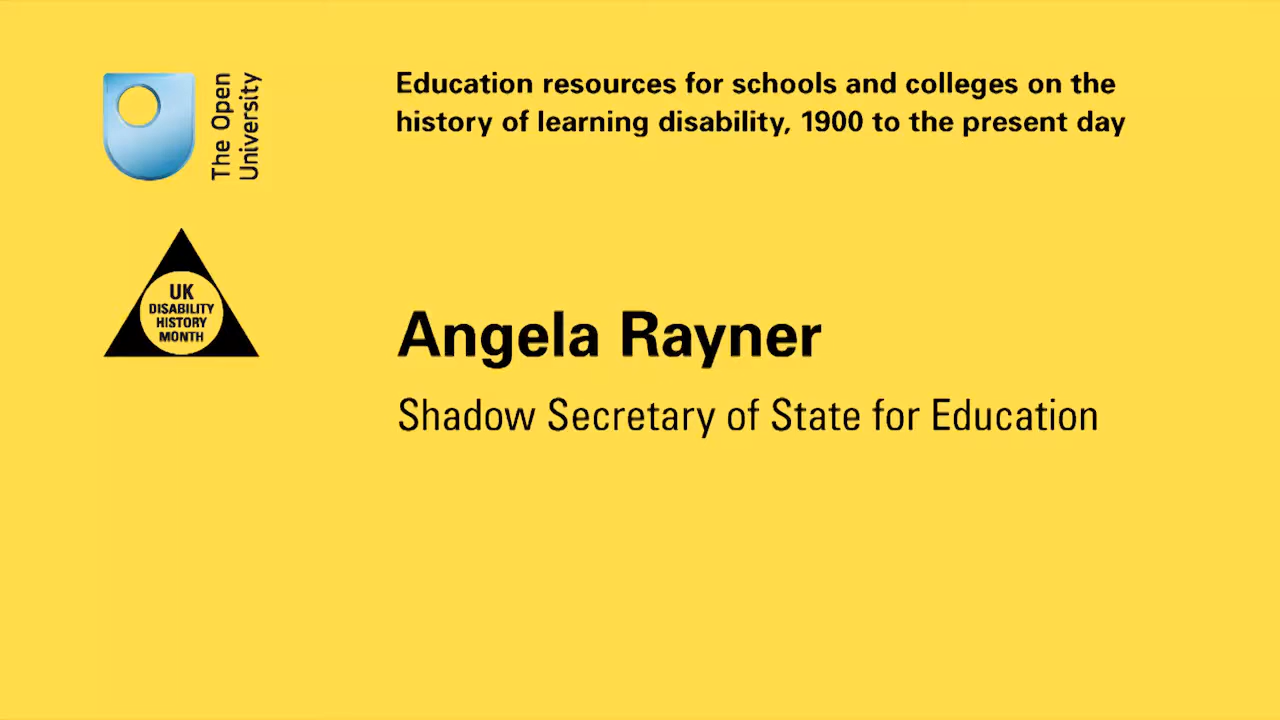 The Open
University
Education resources for schools and colleges on the
history of learning disability, 1900 to the present day
UK
DISABILITY
HISTORY
MONTH
Angela Rayner
Shadow Secretary of State for Education